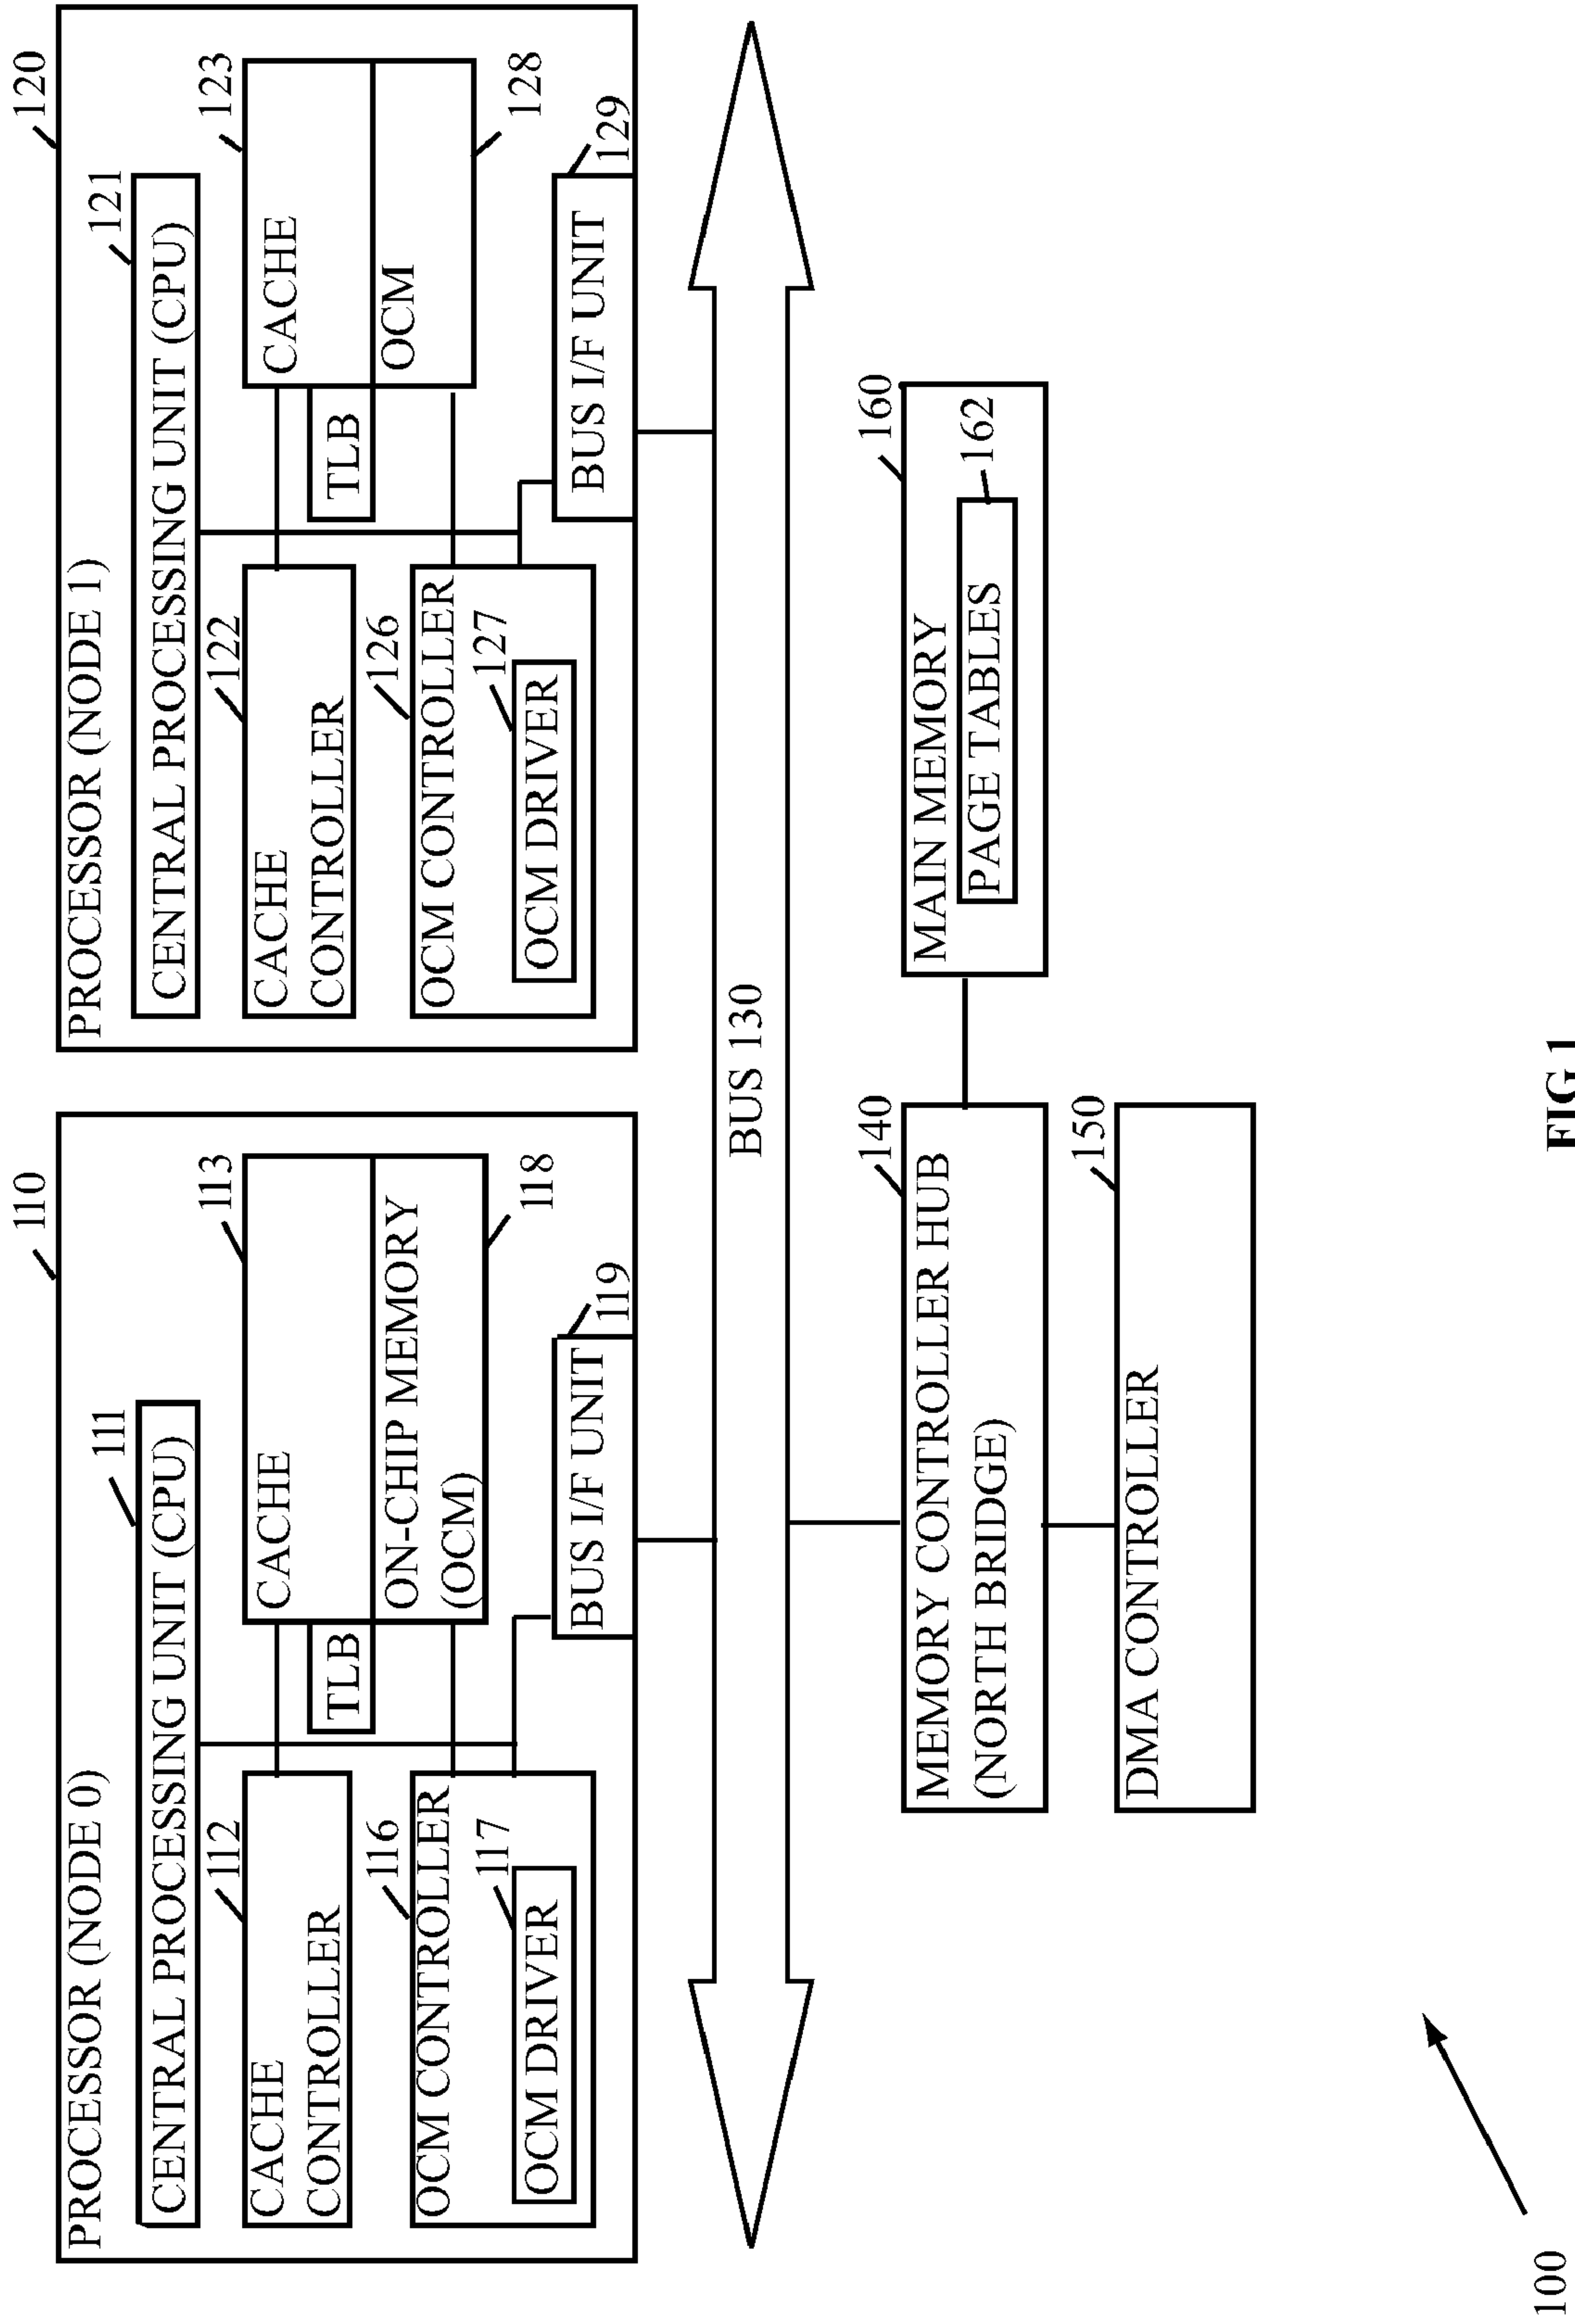 110
PROCESSOR (NODE 0)
111
CENTRAL PROCESSING UNIT (CPU)
112
CACHE
CONTROLLER
113
CACHE
TLB
116
OCM CONTROLLER
117
OCM DRIVER
ON-CHIP MEMORY
(OCM)
118
119
BUS I/F UNIT
120
PROCESSOR (NODE 1)
121
CENTRAL PROCESSING UNIT (CPU)
122
CACHE
CONTROLLER
123
CACHE
TLB
126
OCM CONTROLLER
127
OCM DRIVER
OCM
128
129
BUS I/F UNIT
BUS 130
140
MEMORY CONTROLLER HUB
(NORTH BRIDGE)
160
MAIN MEMORY
162
PAGE TABLES
150
DMA CONTROLLER
100
FIG 1